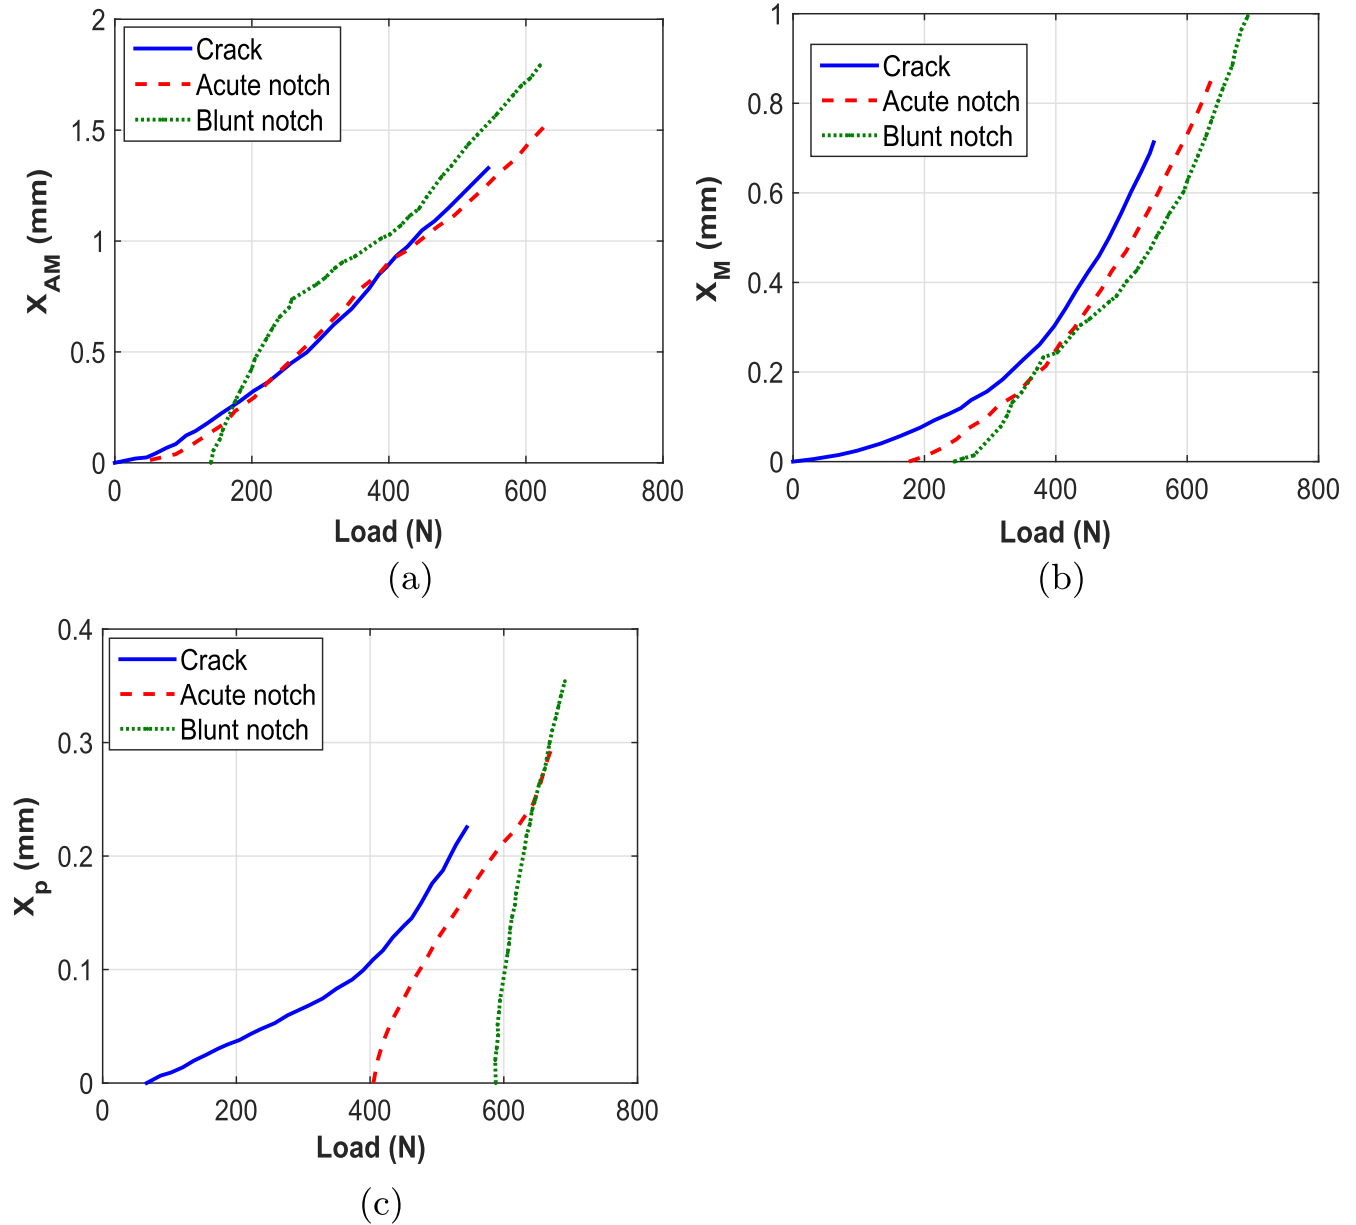 2
1.5
1
0.5
0
X_AM (mm)
Crack
Acute notch
Blunt notch
0 200 400 600 800
Load (N)
(a)
1
0.8
0.6
0.4
0.2
0
X_M (mm)
Crack
Acute notch
Blunt notch
0 200 400 600 800
Load (N)
(b)
0.4
0.3
0.2
0.1
0
X_p (mm)
Crack
Acute notch
Blunt notch
0 200 400 600 800
Load (N)
(c)